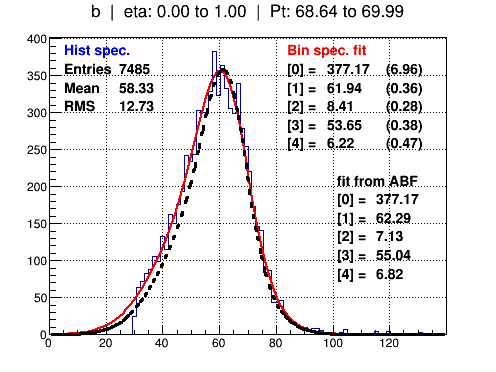 b | eta: 0.00 to 1.00 | Pt: 68.64 to 69.99
Hist spec.
Entries 7485
Mean 58.33
RMS 12.73
Bin spec. fit
[0] = 377.17 (6.96)
[1] = 61.94 (0.36)
[2] = 8.41 (0.28)
[3] = 53.65 (0.38)
[4] = 6.22 (0.47)
fit from ABF
[0] = 377.17
[1] = 62.29
[2] = 7.13
[3] = 55.04
[4] = 6.82
400
350
300
250
200
150
100
50
0
0 20 40 60 80 100 120